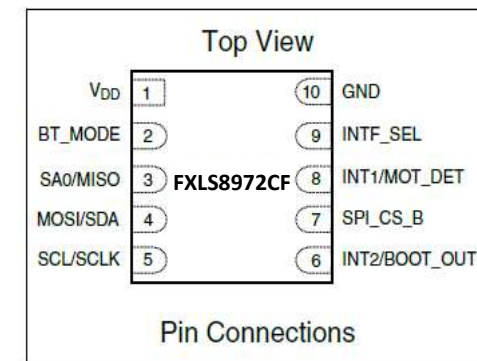 Top View
V_DD 1 10 GND
BT_MODE 2 9 INTF_SEL
SA0/MISO 3 FXLS8972CF 8 INT1/MOT_DET
MOSI/SDA 4 7 SPI_CS_B
SCL/SCLK 5 6 INT2/BOOT_OUT
Pin Connections